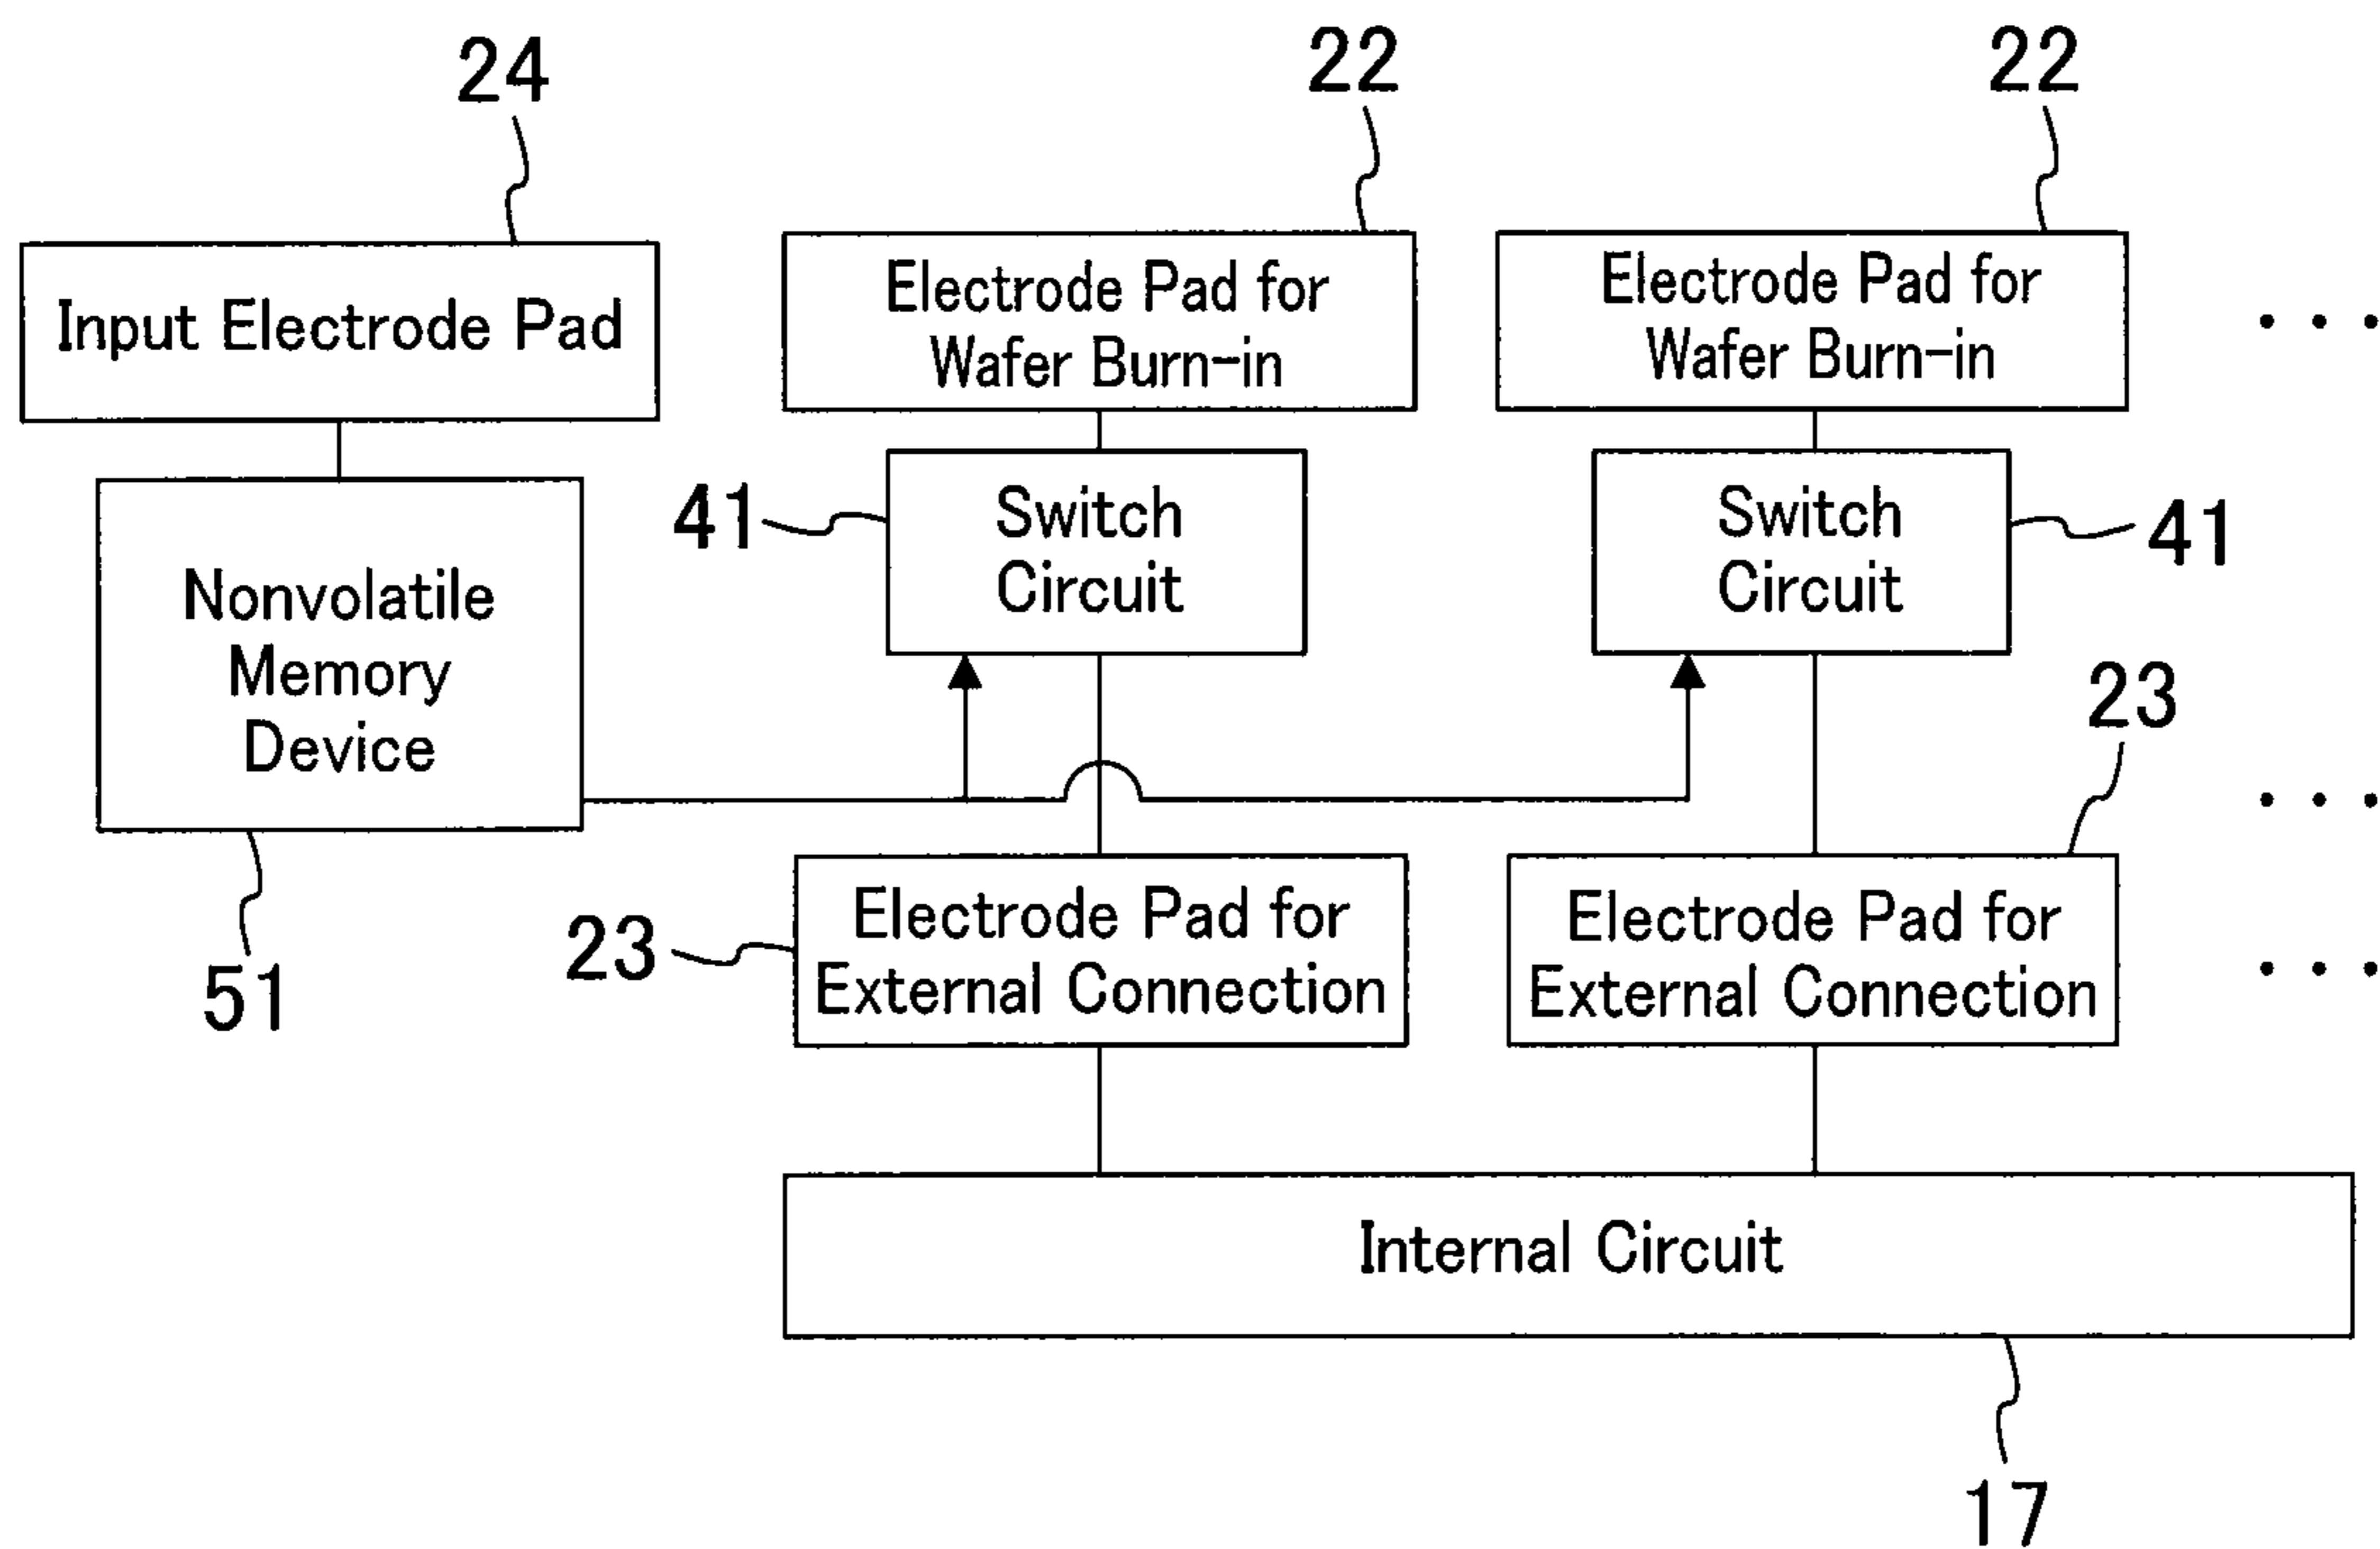 24
22
22
Input Electrode Pad
Electrode Pad for
Wafer Burn-in
Electrode Pad for
Wafer Burn-in
. . .
Nonvolatile
Memory
Device
41
Switch
Circuit
Switch
Circuit
41
23
. . .
51
23
Electrode Pad for
External Connection
Electrode Pad for
External Connection
. . .
Internal Circuit
17